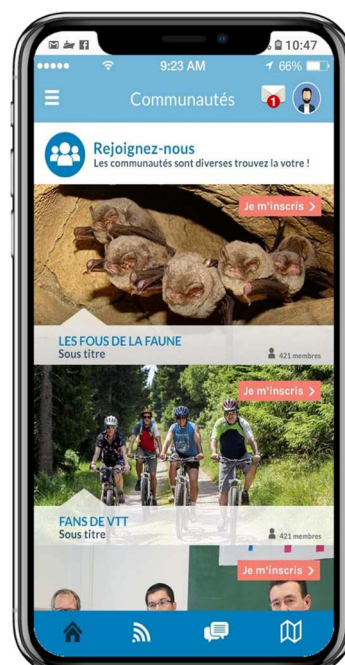 10:47
9:23 AM
66%
Communautés
1
Rejoignez-nous
Les communautés sont diverses trouvez la votre !
Je m'inscris >
LES FOUS DE LA FAUNE
Sous titre
421 membres
Je m'inscris >
FANS DE VTT
Sous titre
421 membres
Je m'inscris >